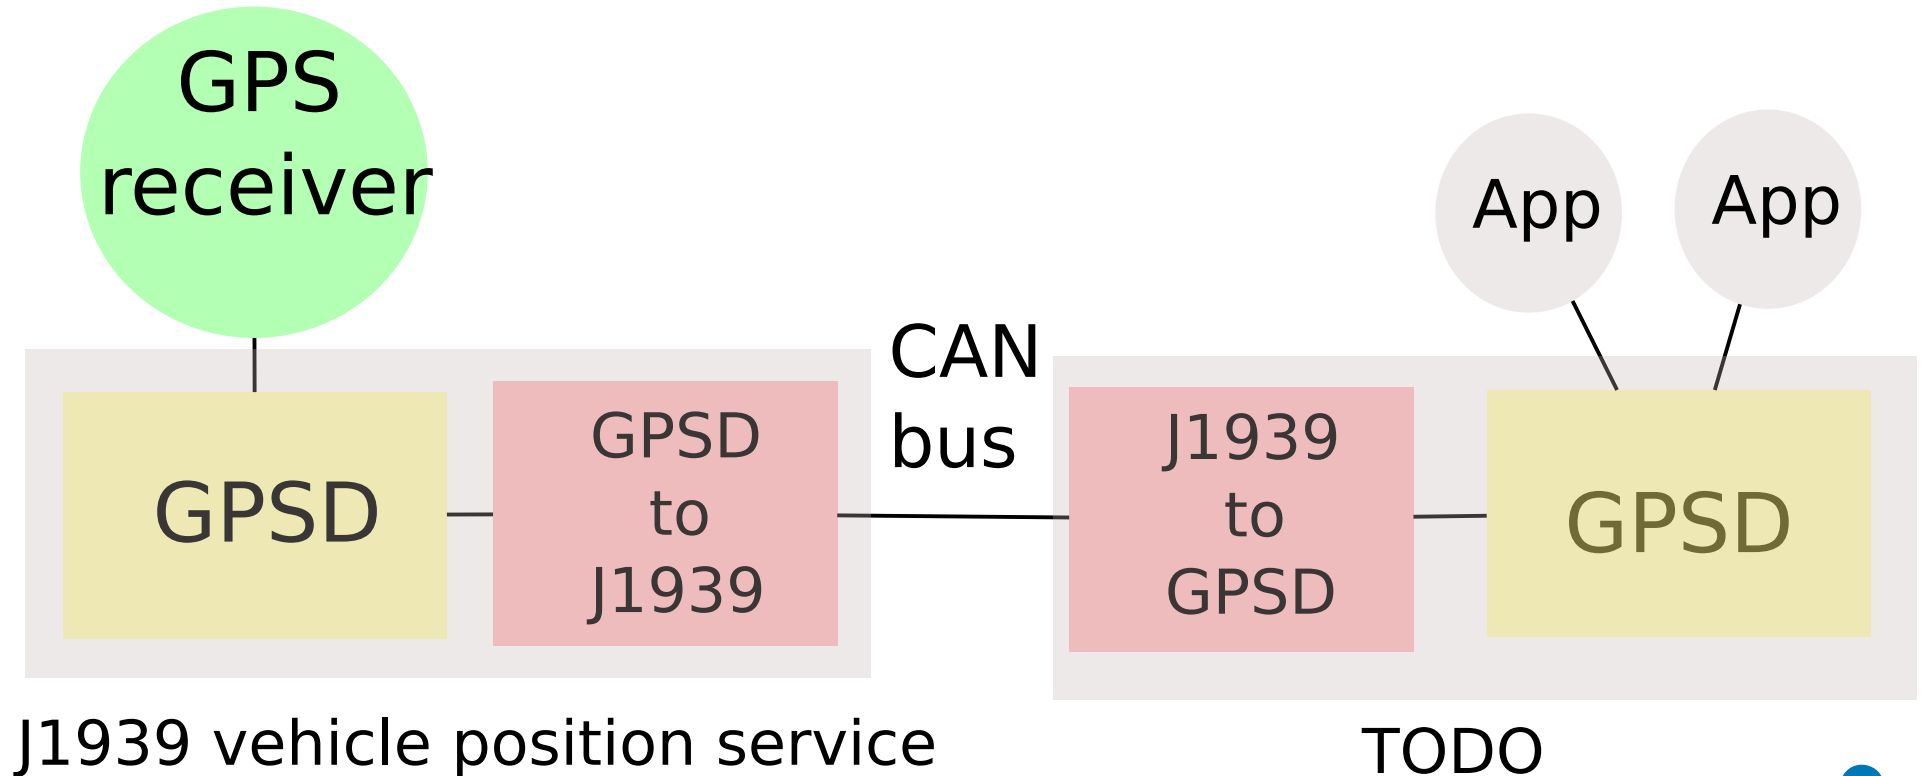 GPS
receiver
App
App
CAN
bus
GPSD
GPSD
to
J1939
J1939
to
GPSD
GPSD
J1939 vehicle position service
TODO